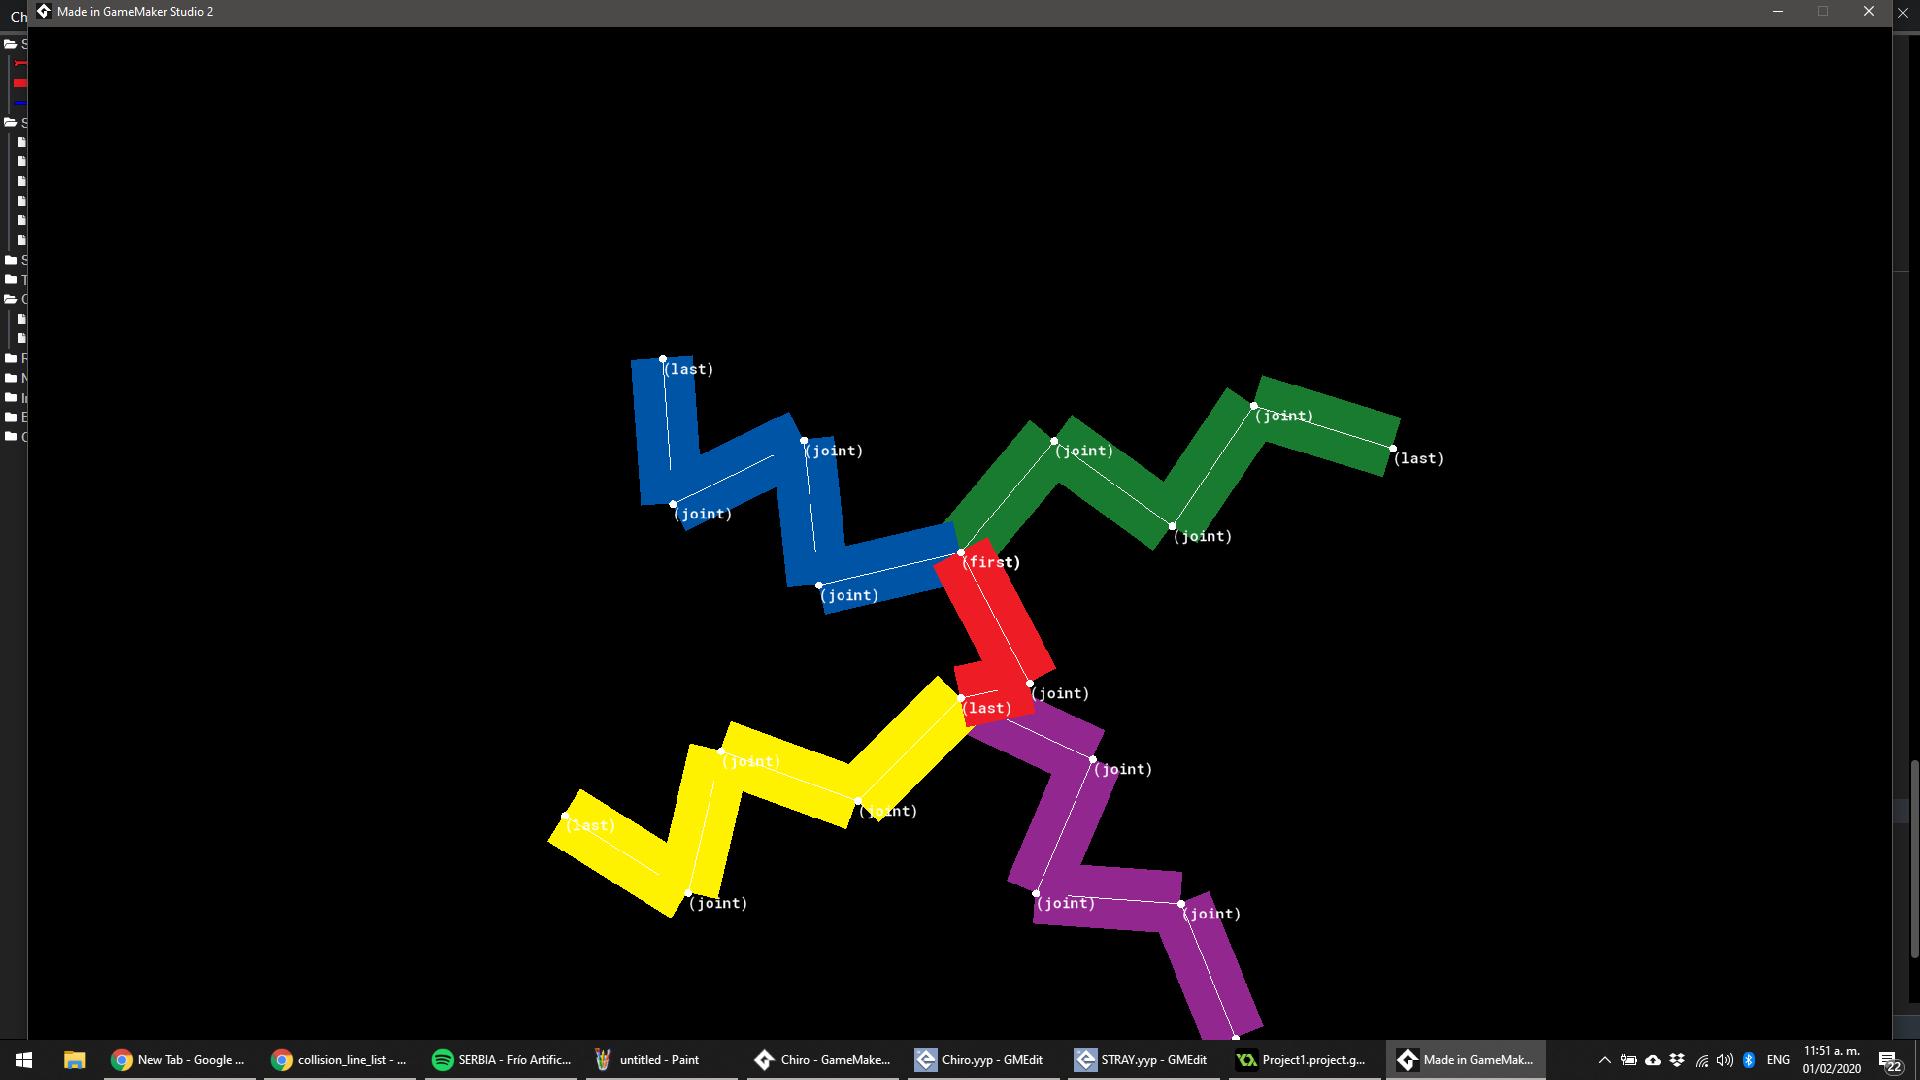 Ch
Made in GameMaker Studio 2
S
S
S
T
C
R
N
In
E
C
(last)
(joint)
(joint)
(joint)
(joint)
(joint)
(joint)
(last)
(first)
(joint)
(last)
(joint)
(joint)
(joint)
(last)
(joint)
(joint)
(joint)
New Tab - Google ...
collision_line_list - ...
SERBIA - Frío Artific...
untitled - Paint
Chiro - GameMake...
Chiro.yyp - GMEdit
STRAY.yyp - GMEdit
Project1.project.g...
Made in GameMak...
ENG
11:51 a. m.
01/02/2020
22